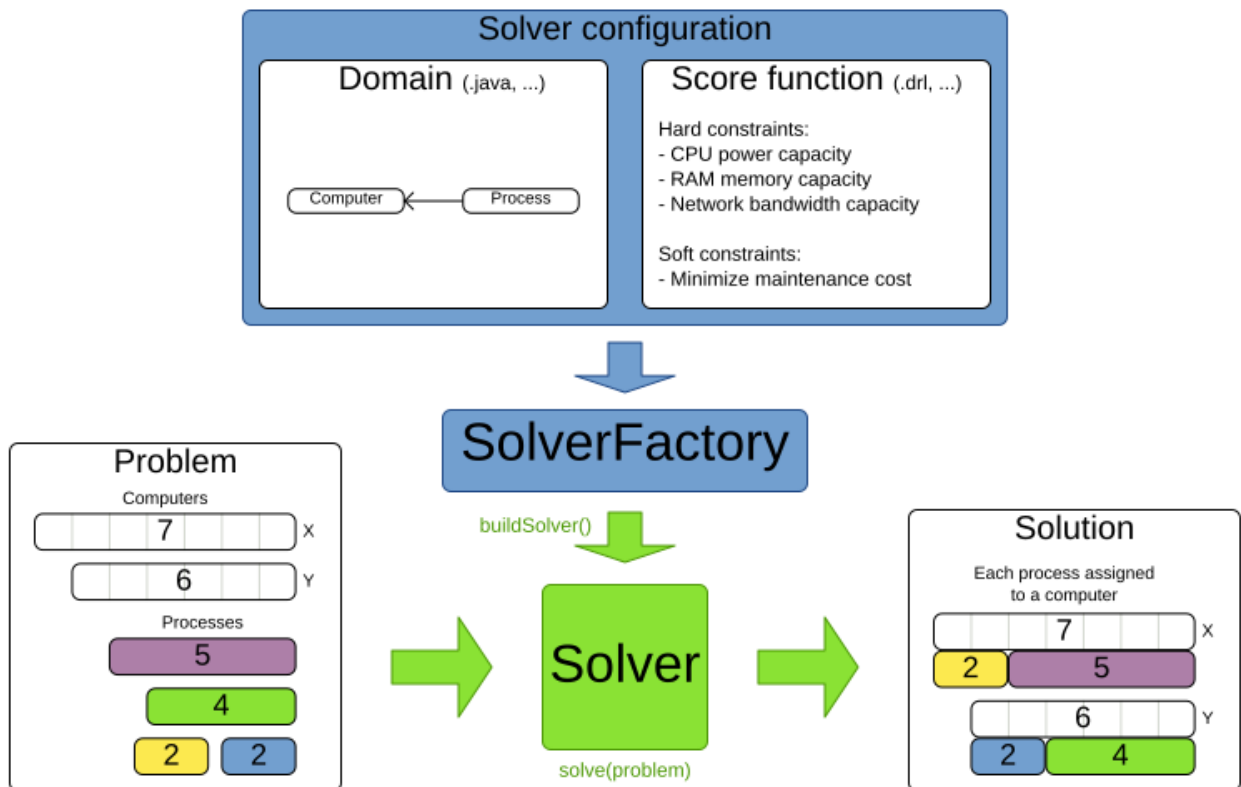 Solver configuration
Domain (.java, ...)
Computer
Process
Score function (.drl, ...)
Hard constraints:
- CPU power capacity
- RAM memory capacity
- Network bandwidth capacity
Soft constraints:
- Minimize maintenance cost
SolverFactory
buildSolver()
Problem
Computers
7 X
6 Y
Processes
5
4
2 2
Solver
solve(problem)
Solution
Each process assigned
to a computer
7 X
2 5
6 Y
2 4